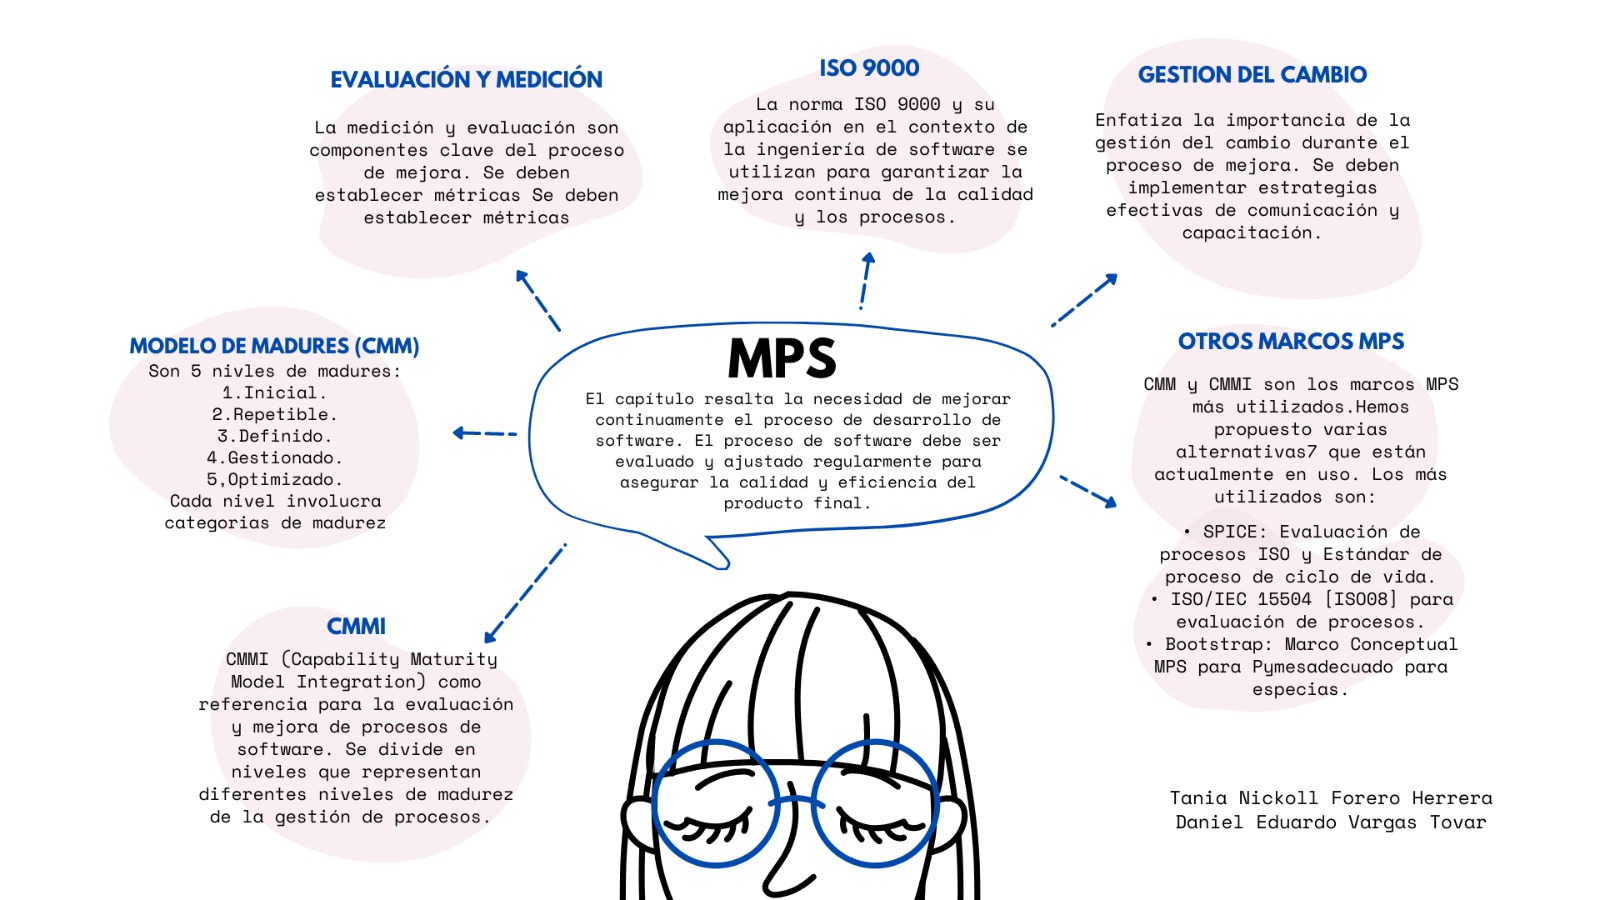 EVALUACIÓN Y MEDICIÓN
La medición y evaluación son
componentes clave del proceso
de mejora. Se deben
establecer métricas Se deben
establecer métricas
ISO 9000
La norma ISO 9000 y su
aplicación en el contexto de
la ingeniería de software se
utilizan para garantizar la
mejora continua de la calidad
y los procesos.
GESTION DEL CAMBIO
Enfatiza la importancia de la
gestión del cambio durante el
proceso de mejora. Se deben
implementar estrategias
efectivas de comunicación y
capacitación.
MODELO DE MADURES (CMM)
Son 5 nivles de madures:
1.Inicial.
2.Repetible.
3.Definido.
4.Gestionado.
5,Optimizado.
Cada nivel involucra
categorias de madurez
MPS
El capítulo resalta la necesidad de mejorar
continuamente el proceso de desarrollo de
software. El proceso de software debe ser
evaluado y ajustado regularmente para
asegurar la calidad y eficiencia del
producto final.
OTROS MARCOS MPS
CMM y CMMI son los marcos MPS
más utilizados.Hemos
propuesto varias
alternativas7 que están
actualmente en uso. Los más
utilizados son:
• SPICE: Evaluación de
procesos ISO y Estándar de
proceso de ciclo de vida.
• ISO/IEC 15504 [ISO08] para
evaluación de procesos.
• Bootstrap: Marco Conceptual
MPS para Pymesadecuado para
especias.
CMMI
CMMI (Capability Maturity
Model Integration) como
referencia para la evaluación
y mejora de procesos de
software. Se divide en
niveles que representan
diferentes niveles de madurez
de la gestión de procesos.
Tania Nickoll Forero Herrera
Daniel Eduardo Vargas Tovar